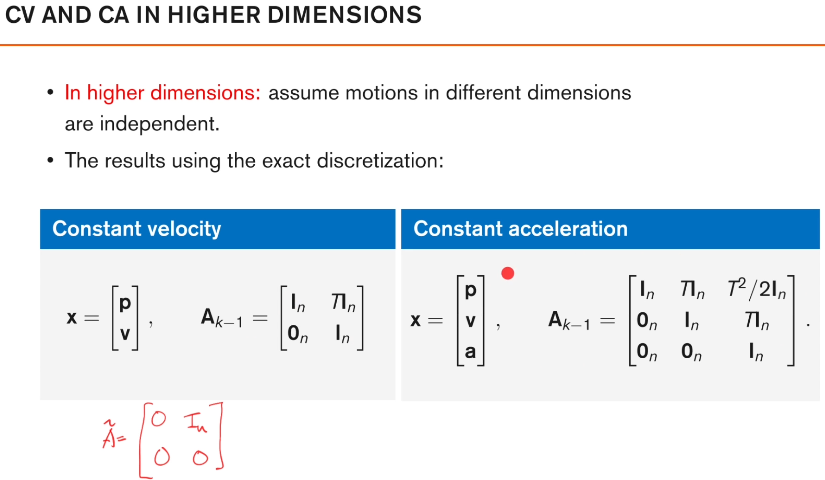 CV AND CA IN HIGHER DIMENSIONS
• In higher dimensions: assume motions in different dimensions
are independent.
• The results using the exact discretization:
Constant velocity
x = [p; v], A_{k−1} = [I_n TI_n; 0_n I_n]
Constant acceleration
x = [p; v; a], A_{k−1} = [I_n TI_n T²/2I_n; 0_n I_n TI_n; 0_n 0_n I_n].
Ã = [0 I_n; 0 0]